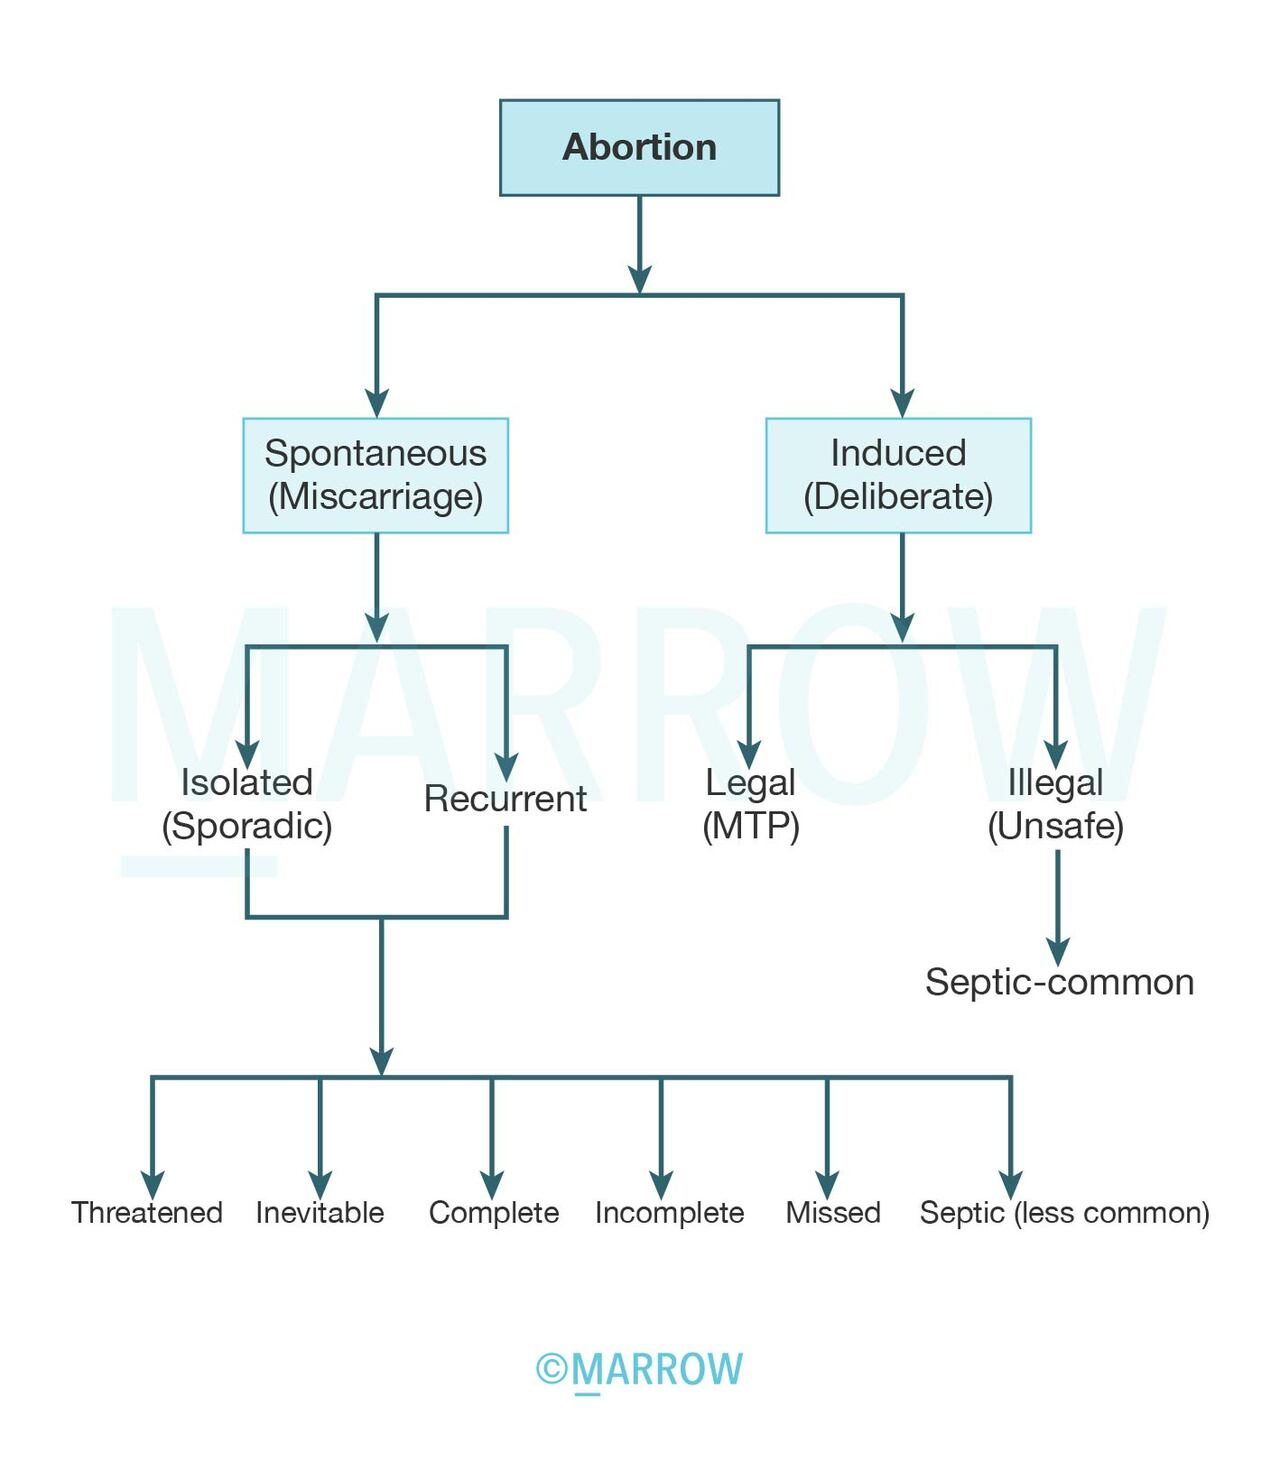 Abortion
Spontaneous
(Miscarriage)
Induced
(Deliberate)
MARROW
Isolated
(Sporadic)
Recurrent
Legal
(MTP)
Illegal
(Unsafe)
Septic-common
Threatened
Inevitable
Complete
Incomplete
Missed
Septic (less common)
©MARROW